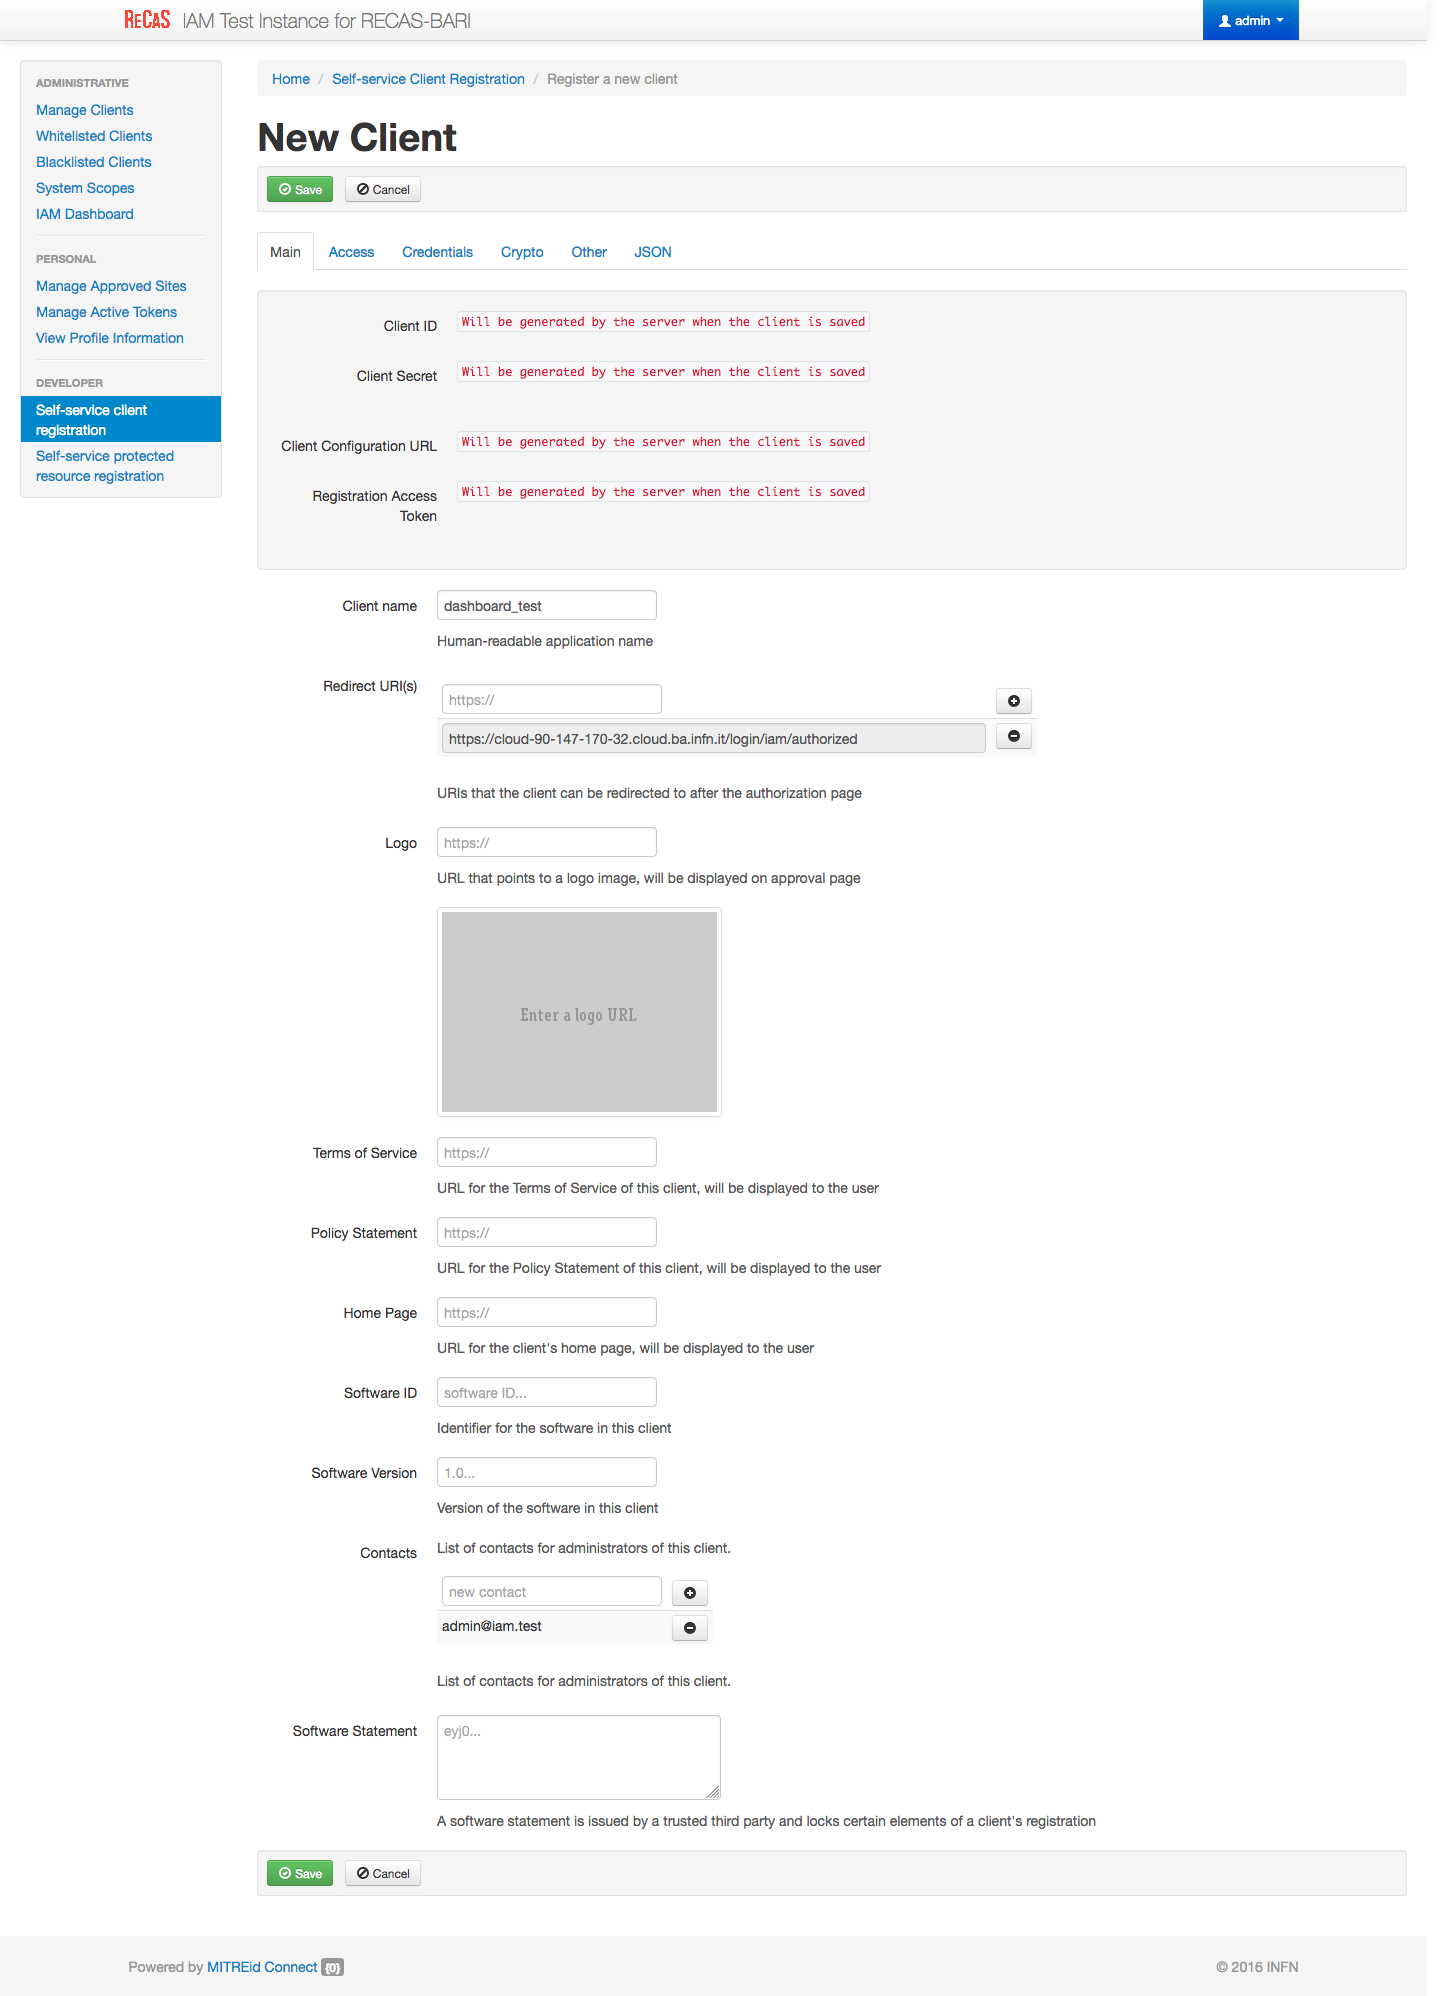 ReCaS IAM Test Instance for RECAS-BARI
admin
ADMINISTRATIVE
Manage Clients
Whitelisted Clients
Blacklisted Clients
System Scopes
IAM Dashboard
PERSONAL
Manage Approved Sites
Manage Active Tokens
View Profile Information
DEVELOPER
Self-service client
registration
Self-service protected
resource registration
Home / Self-service Client Registration / Register a new client
New Client
Save Cancel
Main Access Credentials Crypto Other JSON
Client ID Will be generated by the server when the client is saved
Client Secret Will be generated by the server when the client is saved
Client Configuration URL Will be generated by the server when the client is saved
Registration Access Will be generated by the server when the client is saved
Token
Client name dashboard_test
Human-readable application name
Redirect URI(s) https://
https://cloud-90-147-170-32.cloud.ba.infn.it/login/iam/authorized
URIs that the client can be redirected to after the authorization page
Logo https://
URL that points to a logo image, will be displayed on approval page
Enter a logo URL
Terms of Service https://
URL for the Terms of Service of this client, will be displayed to the user
Policy Statement https://
URL for the Policy Statement of this client, will be displayed to the user
Home Page https://
URL for the client's home page, will be displayed to the user
Software ID software ID...
Identifier for the software in this client
Software Version 1.0...
Version of the software in this client
Contacts List of contacts for administrators of this client.
new contact
admin@iam.test
List of contacts for administrators of this client.
Software Statement eyj0...
A software statement is issued by a trusted third party and locks certain elements of a client's registration
Save Cancel
Powered by MITREid Connect {0}
© 2016 INFN